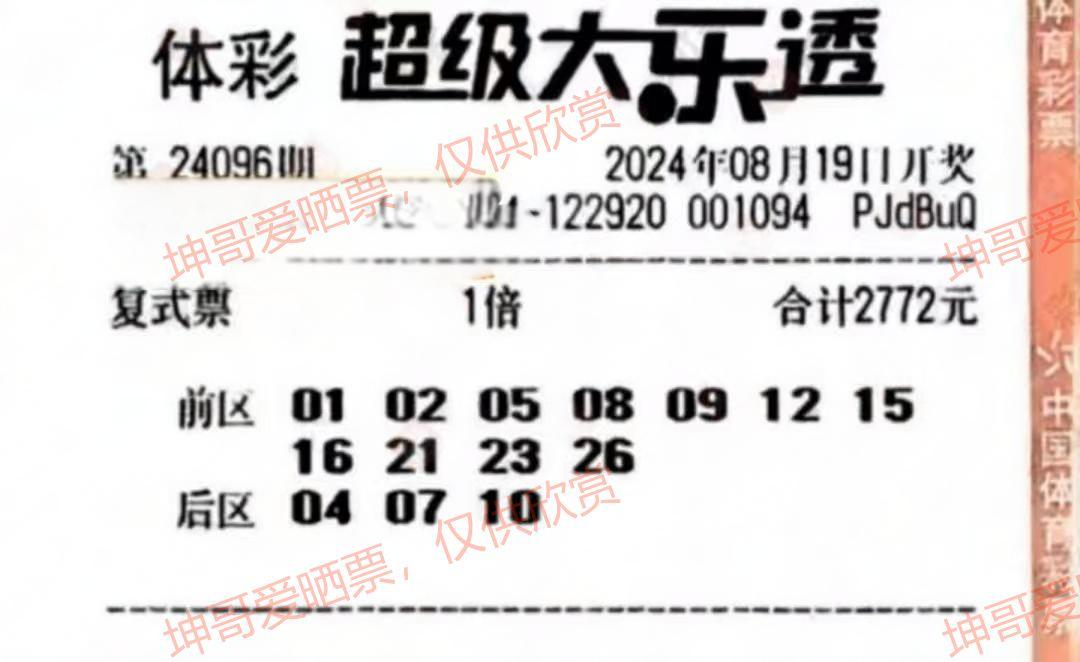 体彩 超级大乐透
第 24096期 2024年08月19日开奖
-122920 001094 PJdBuQ
复式票 1倍 合计2772元
前区 01 02 05 08 09 12 15
16 21 23 26
后区 04 07 10
坤哥爱晒票，仅供欣赏
坤哥爱晒票，仅供欣赏
坤哥爱
坤哥爱
体育彩票
中国体育